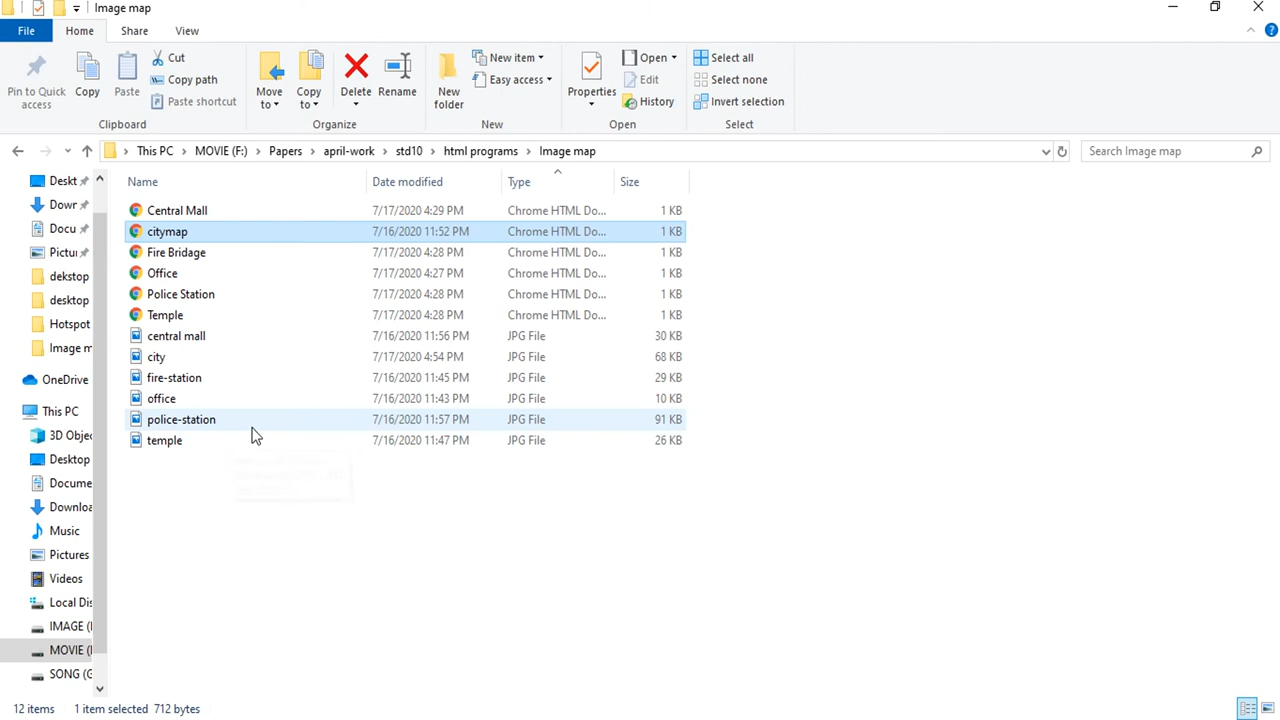 Image map
File Home Share View
Pin to Quick access
Copy
Paste
Cut
Copy path
Paste shortcut
Clipboard
Move to
Copy to
Delete
Rename
Organize
New folder
New item
Easy access
New
Properties
Open
Edit
History
Open
Select all
Select none
Invert selection
Select
This PC > MOVIE (F:) > Papers > april-work > std10 > html programs > Image map
Search Image map
Deskt
Dowr
Docu
Pictu
dekstop
desktop
Hotspot
Image m
OneDrive
This PC
3D Objec
Desktop
Docume
Downloa
Music
Pictures
Videos
Local Dis
IMAGE (
MOVIE (
SONG (G
Name Date modified Type Size
Central Mall 7/17/2020 4:29 PM Chrome HTML Do... 1 KB
citymap 7/16/2020 11:52 PM Chrome HTML Do... 1 KB
Fire Bridage 7/17/2020 4:28 PM Chrome HTML Do... 1 KB
Office 7/17/2020 4:27 PM Chrome HTML Do... 1 KB
Police Station 7/17/2020 4:28 PM Chrome HTML Do... 1 KB
Temple 7/17/2020 4:28 PM Chrome HTML Do... 1 KB
central mall 7/16/2020 11:56 PM JPG File 30 KB
city 7/17/2020 4:54 PM JPG File 68 KB
fire-station 7/16/2020 11:45 PM JPG File 29 KB
office 7/16/2020 11:43 PM JPG File 10 KB
police-station 7/16/2020 11:57 PM JPG File 91 KB
temple 7/16/2020 11:47 PM JPG File 26 KB
12 items 1 item selected 712 bytes